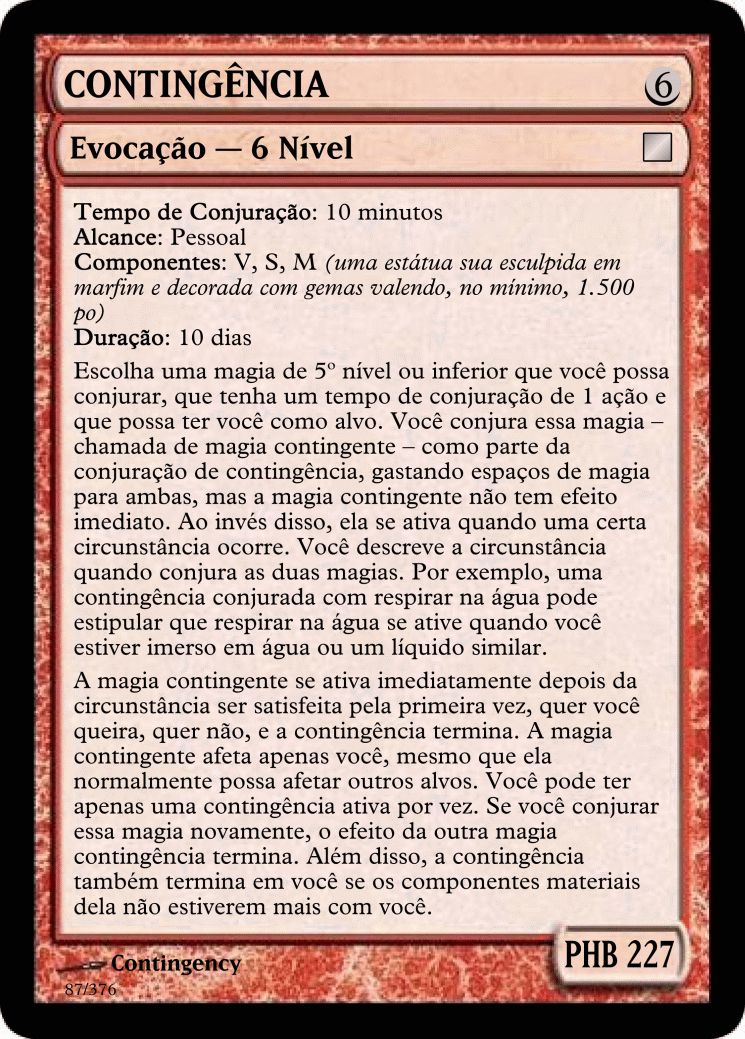 CONTINGÊNCIA
6
Evocação — 6 Nível
Tempo de Conjuração: 10 minutos
Alcance: Pessoal
Componentes: V, S, M (uma estátua sua esculpida em
marfim e decorada com gemas valendo, no mínimo, 1.500
po)
Duração: 10 dias
Escolha uma magia de 5º nível ou inferior que você possa
conjurar, que tenha um tempo de conjuração de 1 ação e
que possa ter você como alvo. Você conjura essa magia –
chamada de magia contingente – como parte da
conjuração de contingência, gastando espaços de magia
para ambas, mas a magia contingente não tem efeito
imediato. Ao invés disso, ela se ativa quando uma certa
circunstância ocorre. Você descreve a circunstância
quando conjura as duas magias. Por exemplo, uma
contingência conjurada com respirar na água pode
estipular que respirar na água se ative quando você
estiver imerso em água ou um líquido similar.
A magia contingente se ativa imediatamente depois da
circunstância ser satisfeita pela primeira vez, quer você
queira, quer não, e a contingência termina. A magia
contingente afeta apenas você, mesmo que ela
normalmente possa afetar outros alvos. Você pode ter
apenas uma contingência ativa por vez. Se você conjurar
essa magia novamente, o efeito da outra magia
contingência termina. Além disso, a contingência
também termina em você se os componentes materiais
dela não estiverem mais com você.
PHB 227
Contingency
87/376